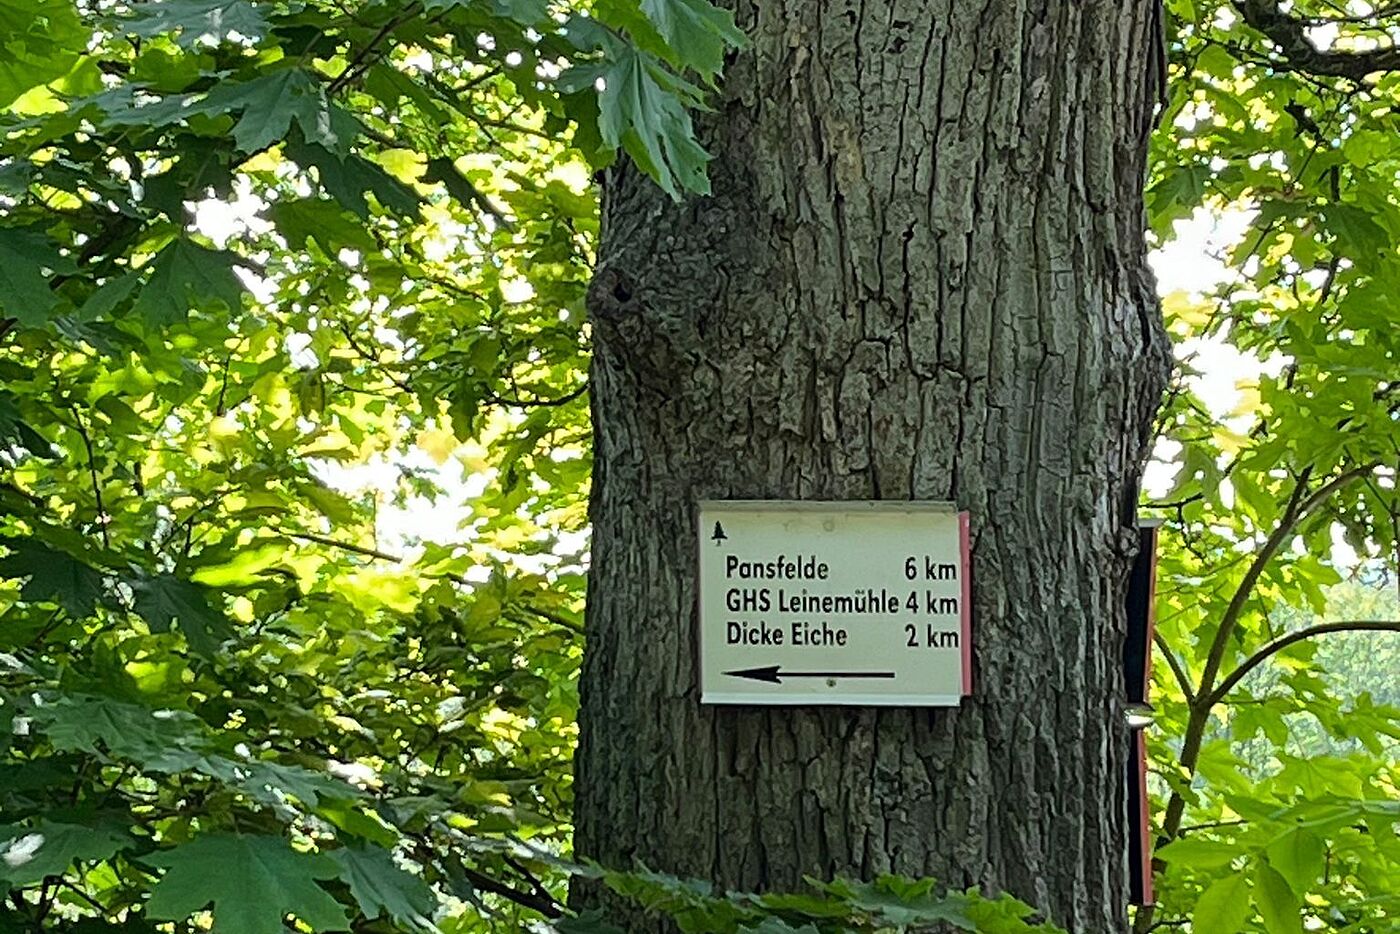 Pansfelde 6 km
GHS Leinemühle 4 km
Dicke Eiche 2 km